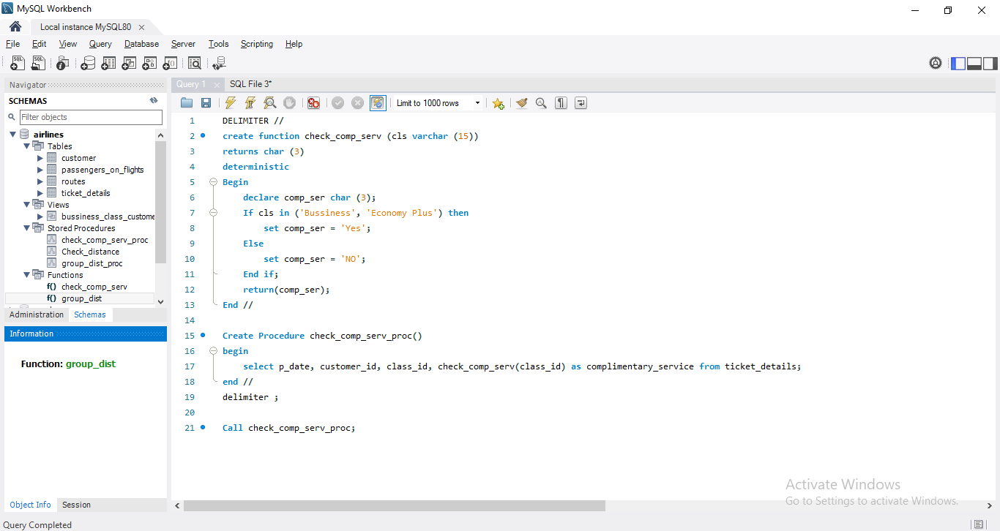 MySQL Workbench
Local instance MySQL80
File Edit View Query Database Server Tools Scripting Help
Navigator
Query 1 SQL File 3*
SCHEMAS
Filter objects
Limit to 1000 rows
airlines
Tables
customer
passengers_on_flights
routes
ticket_details
Views
bussiness_class_custome
Stored Procedures
check_comp_serv_proc
Check_distance
group_dist_proc
Functions
f() check_comp_serv
f() group_dist
Administration Schemas
Information
Function: group_dist
Object Info Session
Query Completed
1 DELIMITER //
2 create function check_comp_serv (cls varchar (15))
3 returns char (3)
4 deterministic
5 Begin
6 declare comp_ser char (3);
7 If cls in ('Bussiness', 'Economy Plus') then
8 set comp_ser = 'Yes';
9 Else
10 set comp_ser = 'NO';
11 End if;
12 return(comp_ser);
13 End //
14
15 Create Procedure check_comp_serv_proc()
16 begin
17 select p_date, customer_id, class_id, check_comp_serv(class_id) as complimentary_service from ticket_details;
18 end //
19 delimiter ;
20
21 Call check_comp_serv_proc;
Activate Windows
Go to Settings to activate Windows.